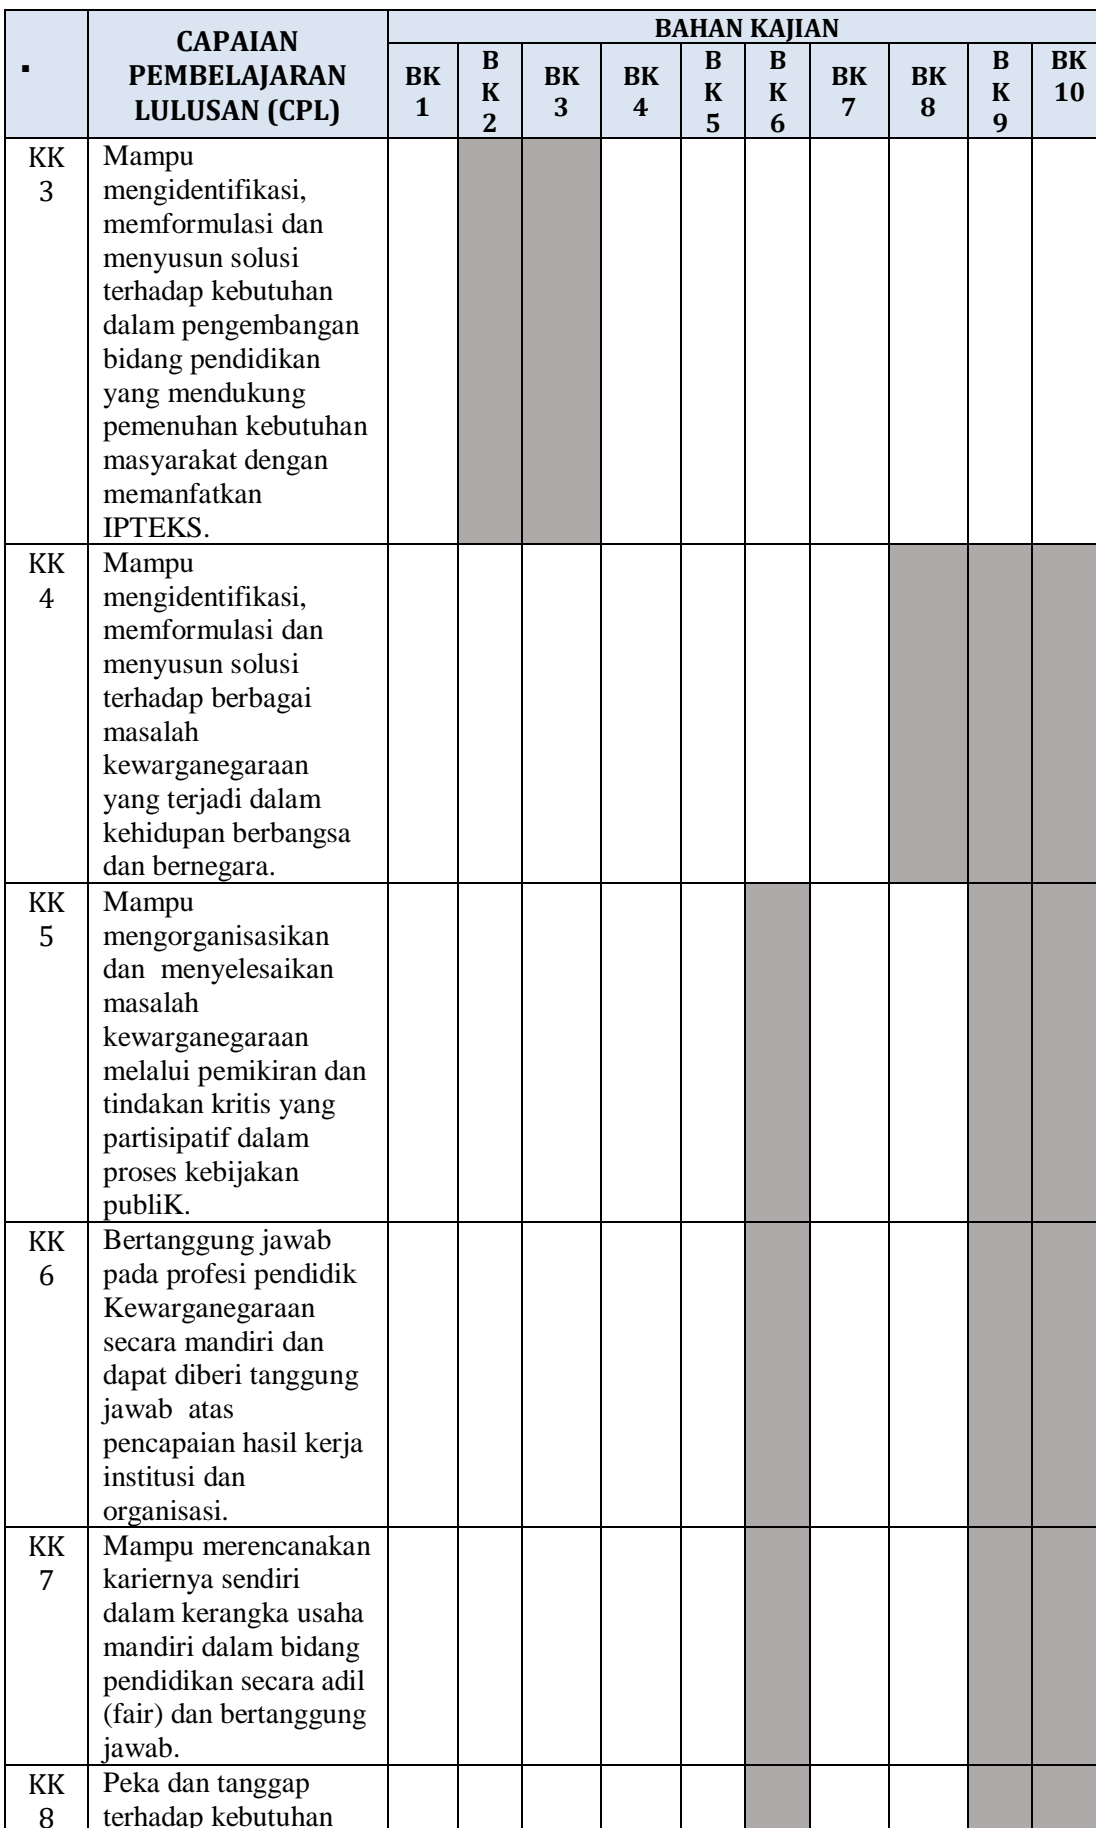 BAHAN KAJIAN
▪
CAPAIAN
PEMBELAJARAN
LULUSAN (CPL)
BK
1
B
K
2
BK
3
BK
4
B
K
5
B
K
6
BK
7
BK
8
B
K
9
BK
10
KK
3
Mampu
mengidentifikasi,
memformulasi dan
menyusun solusi
terhadap kebutuhan
dalam pengembangan
bidang pendidikan
yang mendukung
pemenuhan kebutuhan
masyarakat dengan
memanfatkan
IPTEKS.
KK
4
Mampu
mengidentifikasi,
memformulasi dan
menyusun solusi
terhadap berbagai
masalah
kewarganegaraan
yang terjadi dalam
kehidupan berbangsa
dan bernegara.
KK
5
Mampu
mengorganisasikan
dan  menyelesaikan
masalah
kewarganegaraan
melalui pemikiran dan
tindakan kritis yang
partisipatif dalam
proses kebijakan
publiK.
KK
6
Bertanggung jawab
pada profesi pendidik
Kewarganegaraan
secara mandiri dan
dapat diberi tanggung
jawab  atas
pencapaian hasil kerja
institusi dan
organisasi.
KK
7
Mampu merencanakan
kariernya sendiri
dalam kerangka usaha
mandiri dalam bidang
pendidikan secara adil
(fair) dan bertanggung
jawab.
KK
8
Peka dan tanggap
terhadap kebutuhan